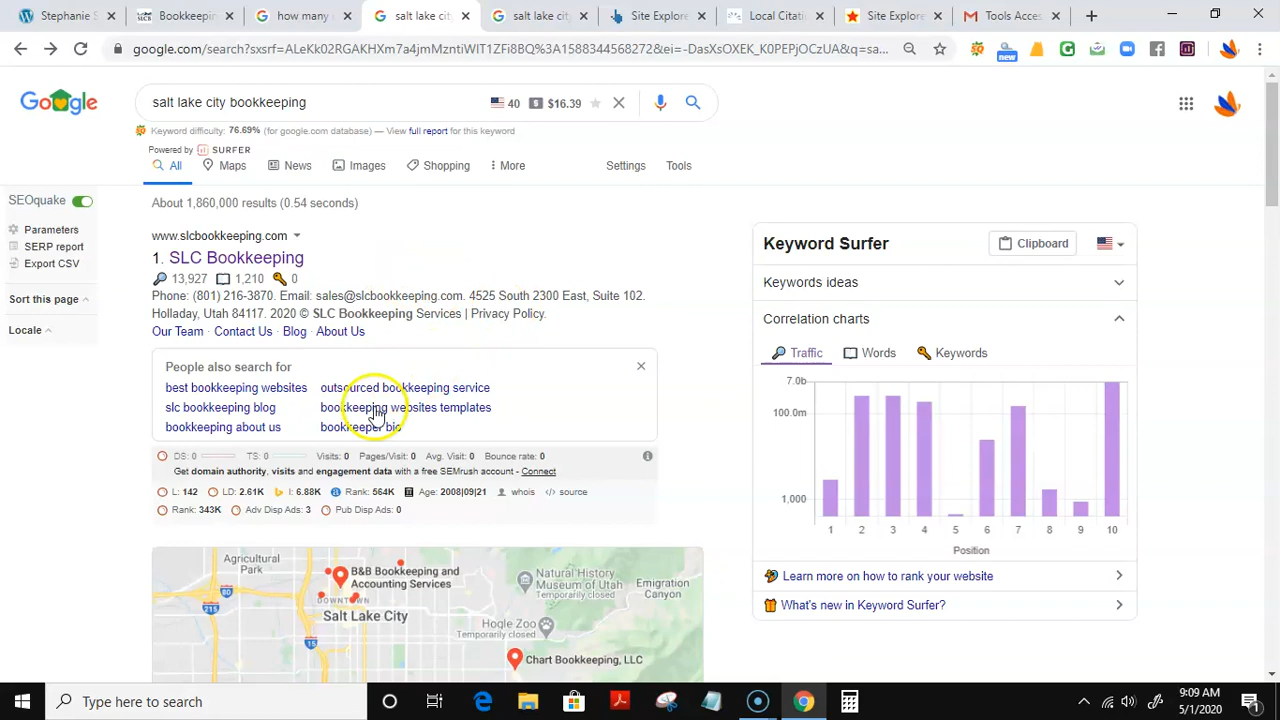 Stephanie S
Bookkeepin
how many
salt lake city
salt lake city
Site Explore
Local Citatio
Site Explore
Tools Acces
google.com/search?sxsrf=ALeKk02RGAKHXm7a4jmMzntiWIT1ZFi8BQ%3A1588344568272&ei=-DasXsOXEK_K0PEPjOCzUA&q=sa...
new
Google
salt lake city bookkeeping
40
$16.39
Keyword difficulty: 76.69% (for google.com database) — View full report for this keyword
Powered by SURFER
All
Maps
News
Images
Shopping
More
Settings
Tools
SEOquake
Parameters
SERP report
Export CSV
Sort this page
Locale
About 1,860,000 results (0.54 seconds)
www.slcbookkeeping.com
1. SLC Bookkeeping
13,927 1,210 0
Phone: (801) 216-3870. Email: sales@slcbookkeeping.com. 4525 South 2300 East, Suite 102.
Holladay, Utah 84117. 2020 © SLC Bookkeeping Services | Privacy Policy.
Our Team · Contact Us · Blog · About Us
People also search for
best bookkeeping websites
outsourced bookkeeping service
slc bookkeeping blog
bookkeeping websites templates
bookkeeping about us
bookkeeper bio
DS: 0 TS: 0 Visits: 0 Pages/Visit: 0 Avg. Visit: 0 Bounce rate: 0
Get domain authority, visits and engagement data with a free SEMrush account - Connect
L: 142 LD: 2.61K I: 6.88K Rank: 564K Age: 2008|09|21 whois source
Rank: 343K Adv Disp Ads: 3 Pub Disp Ads: 0
Agricultural
Park
B&B Bookkeeping and
Accounting Services
Natural History
Museum of Utah
Temporarily closed
Emigration
Canyon
215
80
DOWNTOWN
Salt Lake City
Hogle Zoo
Temporarily closed
15
Chart Bookkeeping, LLC
Keyword Surfer
Clipboard
Keywords ideas
Correlation charts
Traffic
Words
Keywords
7.0b
100.0m
1,000
1 2 3 4 5 6 7 8 9 10
Position
Learn more on how to rank your website
What's new in Keyword Surfer?
Type here to search
9:09 AM
5/1/2020
1